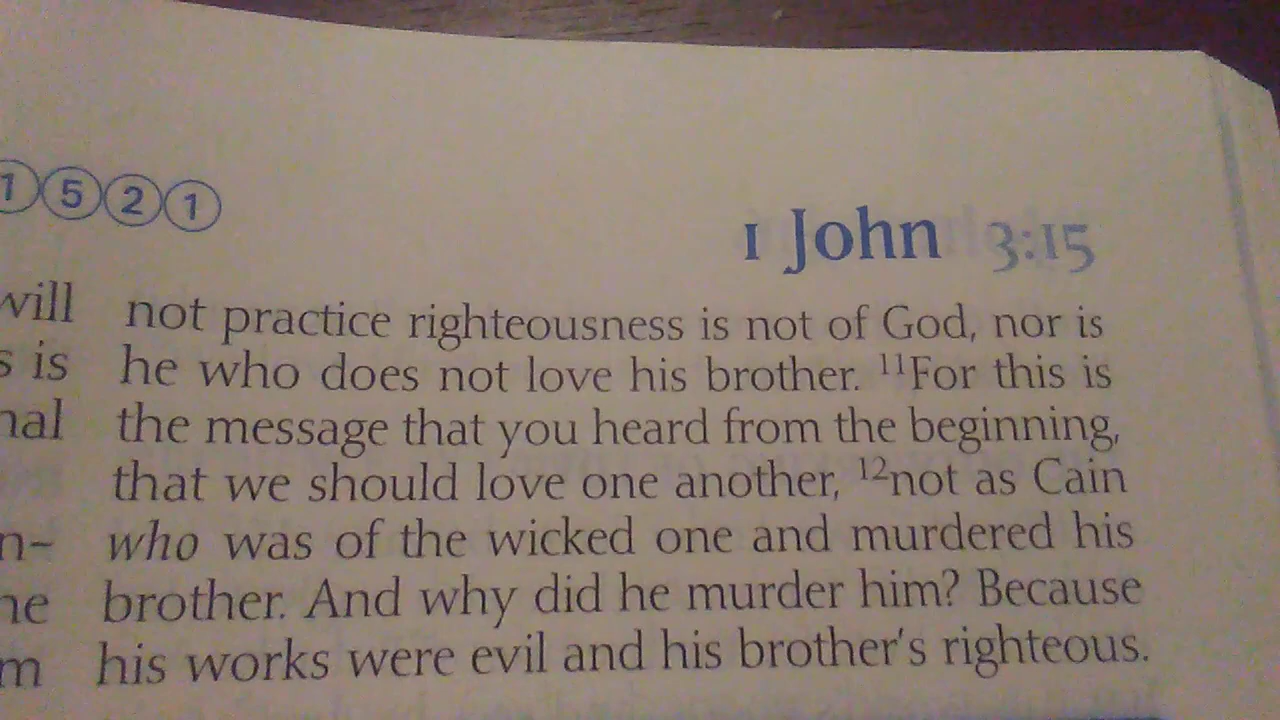 1 5 2 1
1 John 3:15
will
s is
nal
n-
he
m
not practice righteousness is not of God, nor is
he who does not love his brother. ¹¹For this is
the message that you heard from the beginning,
that we should love one another, ¹²not as Cain
who was of the wicked one and murdered his
brother. And why did he murder him? Because
his works were evil and his brother's righteous.